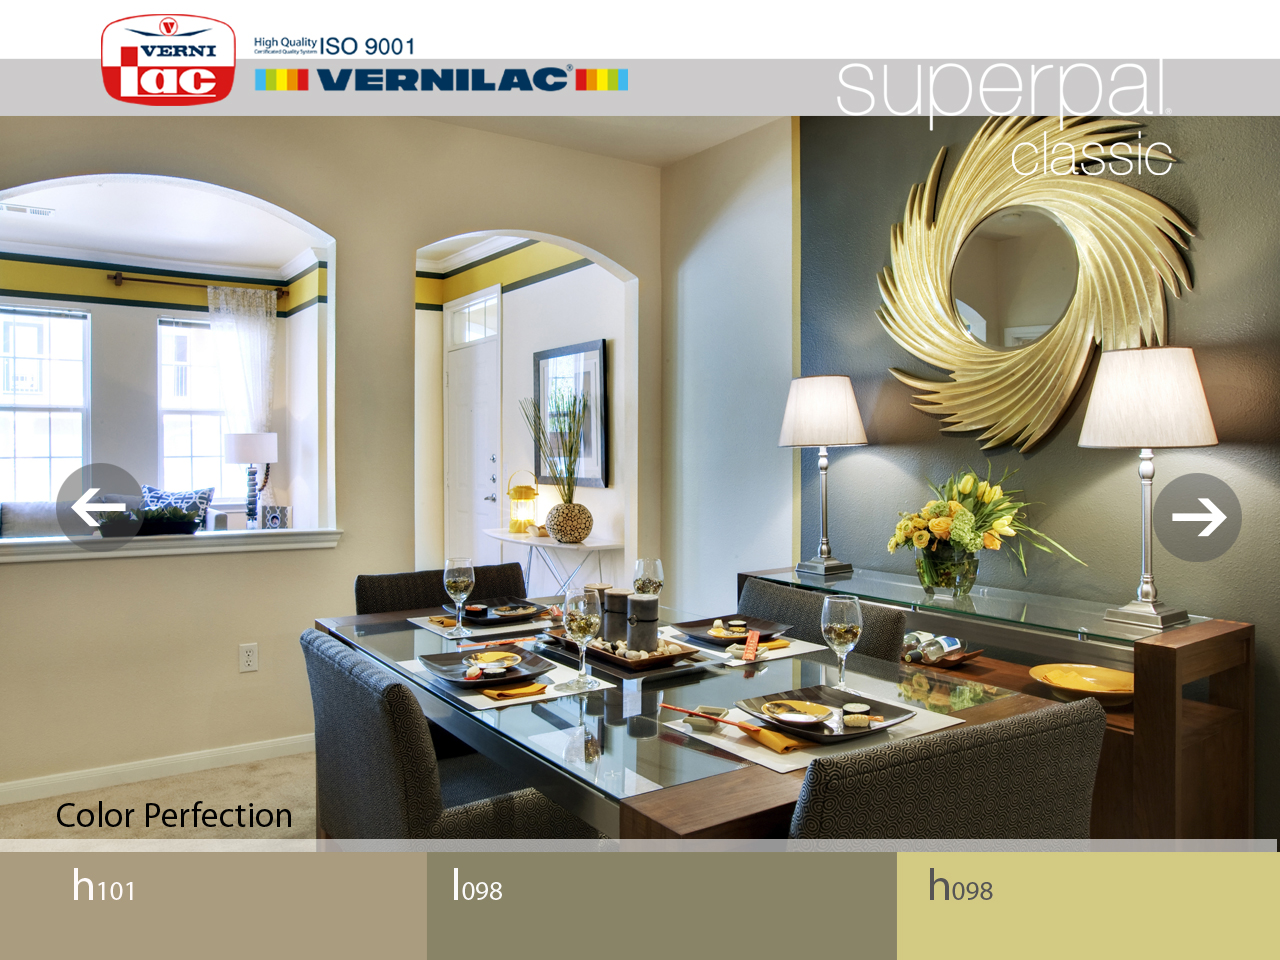 VERNI
lac
High Quality ISO 9001
Certificated Quality System
VERNILAC®
superpal®
classic
Color Perfection
h101
l098
h098